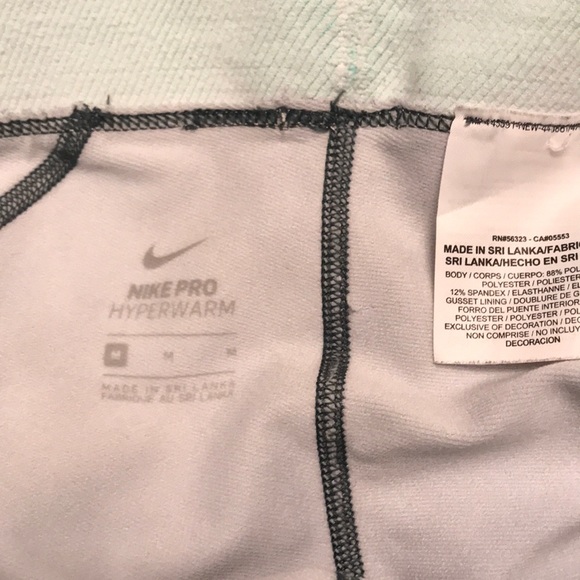 NIKE PRO
HYPERWARM
M M M
MADE IN SRI LANKA
FABRIQUÉ AU SRI LANKA
RN#56323 - CA#05553
MADE IN SRI LANKA/FABRI
SRI LANKA/HECHO EN SRI
BODY / CORPS / CUERPO: 88% POL
POLYESTER / POLIESTER
12% SPANDEX / ELASTHANNE / EL
GUSSET LINING / DOUBLURE DE G
FORRO DEL PUENTE INTERIOR
POLYESTER / POLYESTER / POL
EXCLUSIVE OF DECORATION / DEC
NON COMPRISE / NO INCLUY
DECORACION